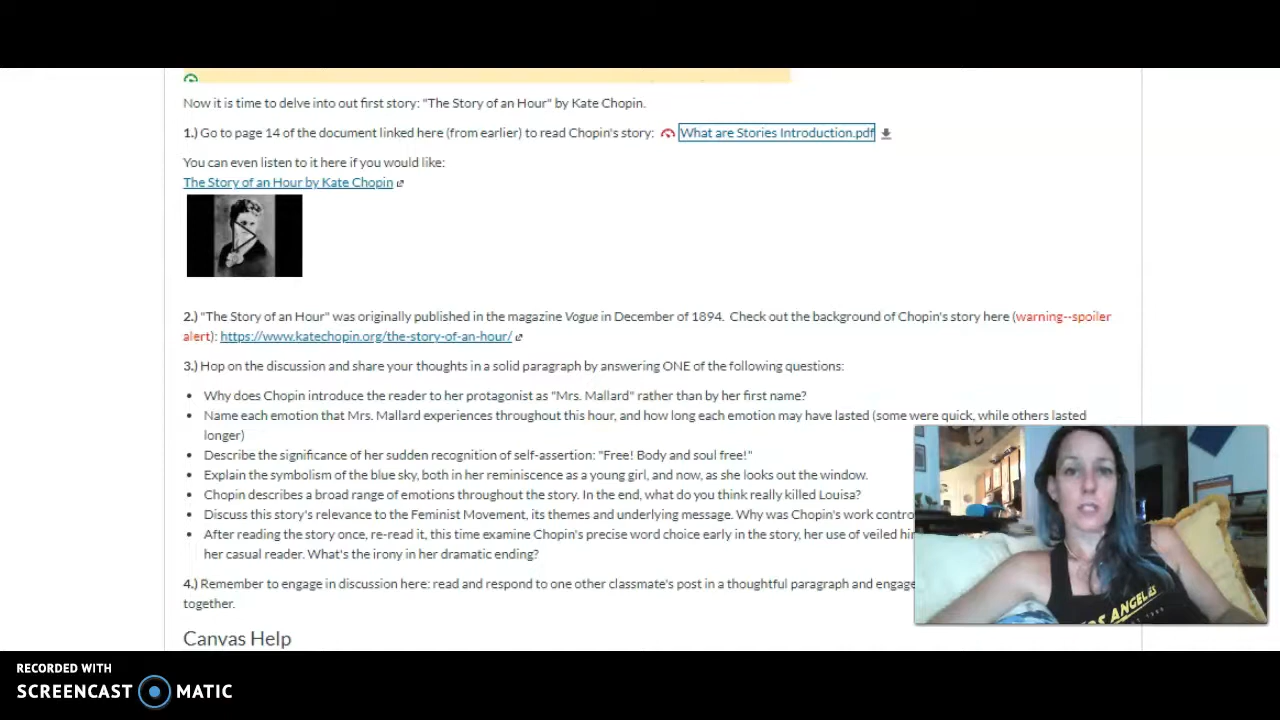 Now it is time to delve into out first story: "The Story of an Hour" by Kate Chopin.
1.) Go to page 14 of the document linked here (from earlier) to read Chopin's story: What are Stories Introduction.pdf
You can even listen to it here if you would like:
The Story of an Hour by Kate Chopin
2.) "The Story of an Hour" was originally published in the magazine Vogue in December of 1894. Check out the background of Chopin's story here (warning--spoiler
alert): https://www.katechopin.org/the-story-of-an-hour/
3.) Hop on the discussion and share your thoughts in a solid paragraph by answering ONE of the following questions:
Why does Chopin introduce the reader to her protagonist as "Mrs. Mallard" rather than by her first name?
Name each emotion that Mrs. Mallard experiences throughout this hour, and how long each emotion may have lasted (some were quick, while others lasted
longer)
Describe the significance of her sudden recognition of self-assertion: "Free! Body and soul free!"
Explain the symbolism of the blue sky, both in her reminiscence as a young girl, and now, as she looks out the window.
Chopin describes a broad range of emotions throughout the story. In the end, what do you think really killed Louisa?
Discuss this story's relevance to the Feminist Movement, its themes and underlying message. Why was Chopin's work
After reading the story once, re-read it, this time examine Chopin's precise word choice early in the story, her use of veiled
her casual reader. What's the irony in her dramatic ending?
4.) Remember to engage in discussion here: read and respond to one other classmate's post in a thoughtful paragraph and engage
together.
Canvas Help
LOS ANGELES
RECORDED WITH
SCREENCAST MATIC